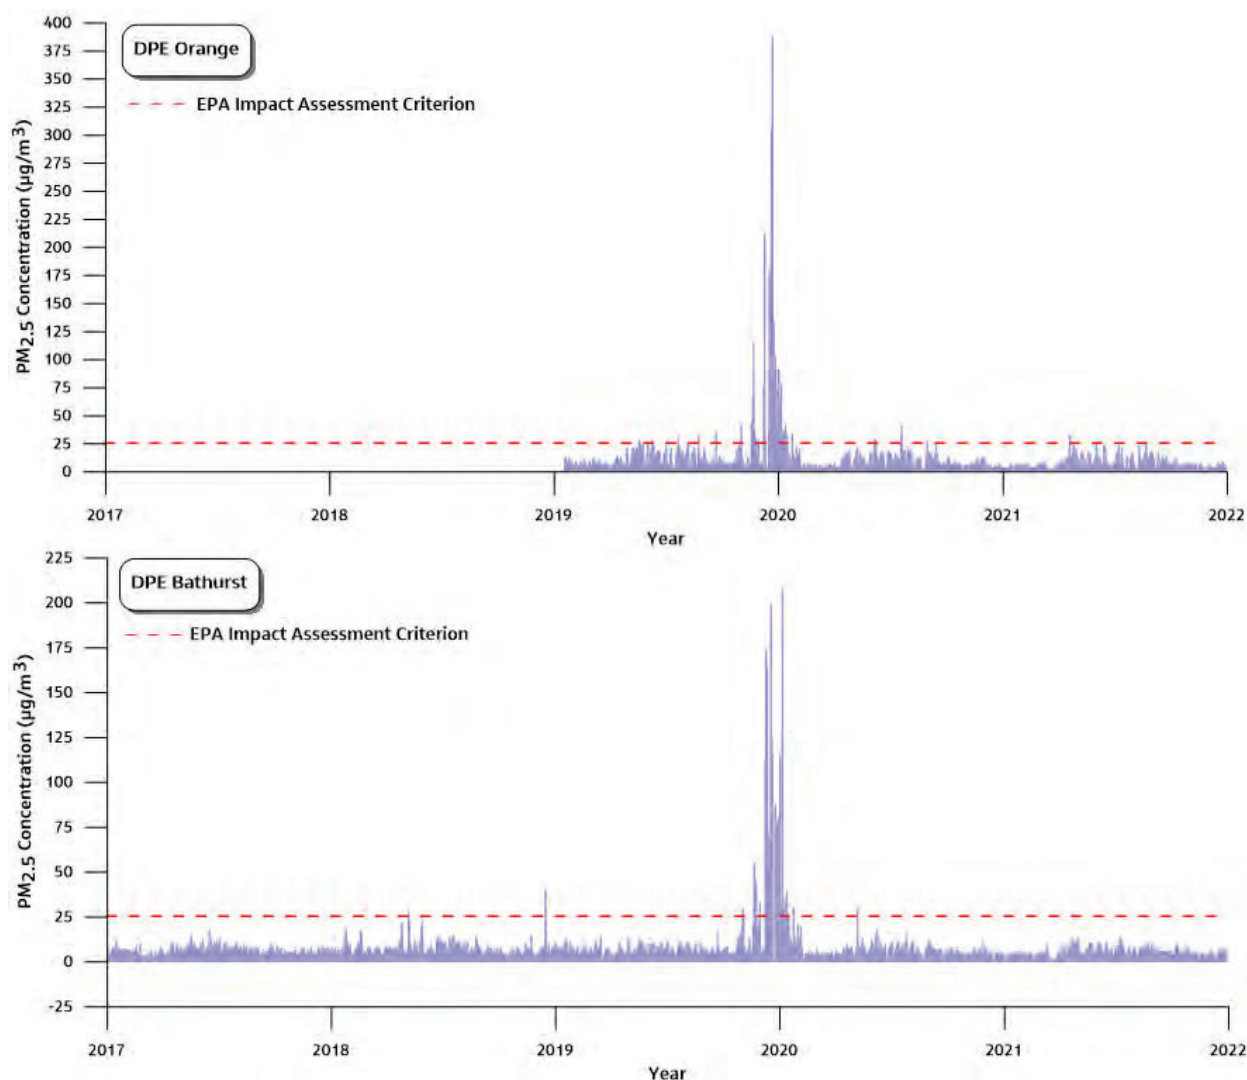 400
DPE Orange
375
350
EPA Impact Assessment Criterion
325
300
275
250
225
200
175
150
125
100
75
50
25
0
PM2.5 Concentration (µg/m3)
2017 2018 2019 2020 2021 2022
Year
225
DPE Bathurst
200
EPA Impact Assessment Criterion
175
150
125
100
75
50
25
0
-25
PM2.5 Concentration (µg/m3)
2017 2018 2019 2020 2021 2022
Year